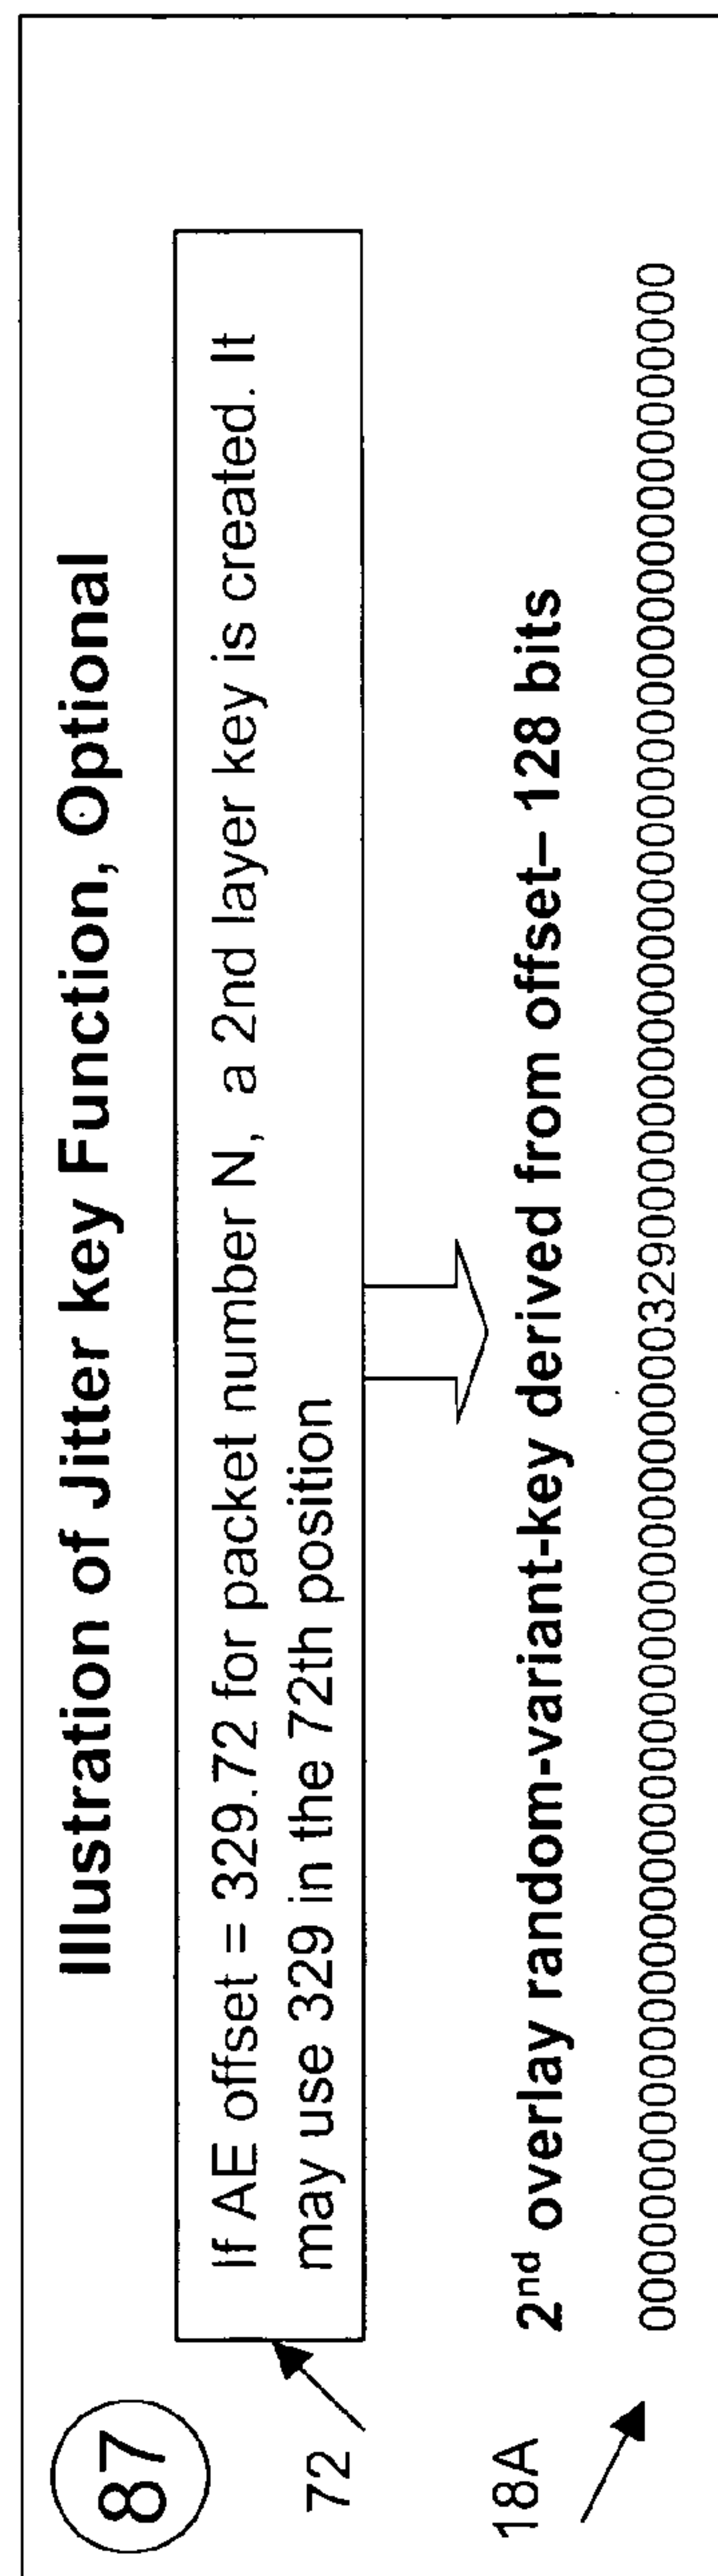 87
Illustration of Jitter key Function, Optional
72
If AE offset = 329.72 for packet number N, a 2nd layer key is created. It
may use 329 in the 72th position
18A
2nd overlay random-variant-key derived from offset– 128 bits
0000000000000000000000000000000000000329000000000000000000000000000000000000